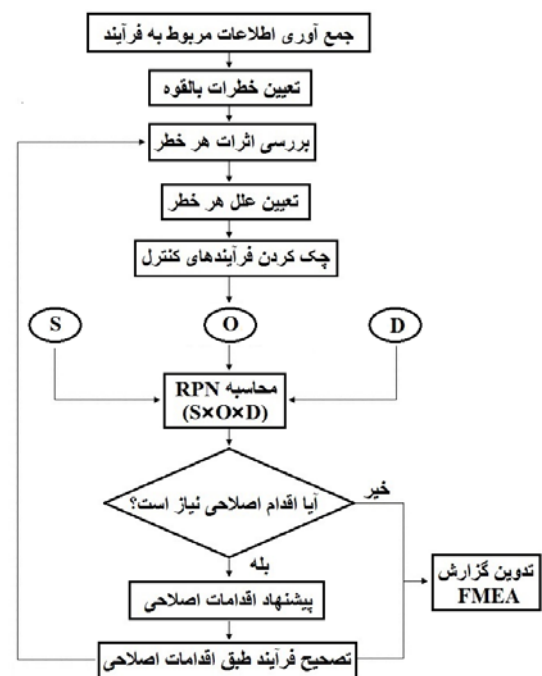 جمع آوری اطلاعات مربوط به فرآیند
تعیین خطرات بالقوه
بررسی اثرات هر خطر
تعیین علل هر خطر
چک کردن فرآیندهای کنترل
S
O
D
محاسبه RPN
(S×O×D)
آیا اقدام اصلاحی نیاز است؟
خیر
بله
پیشنهاد اقدامات اصلاحی
تصحیح فرآیند طبق اقدامات اصلاحی
تدوین گزارش
FMEA